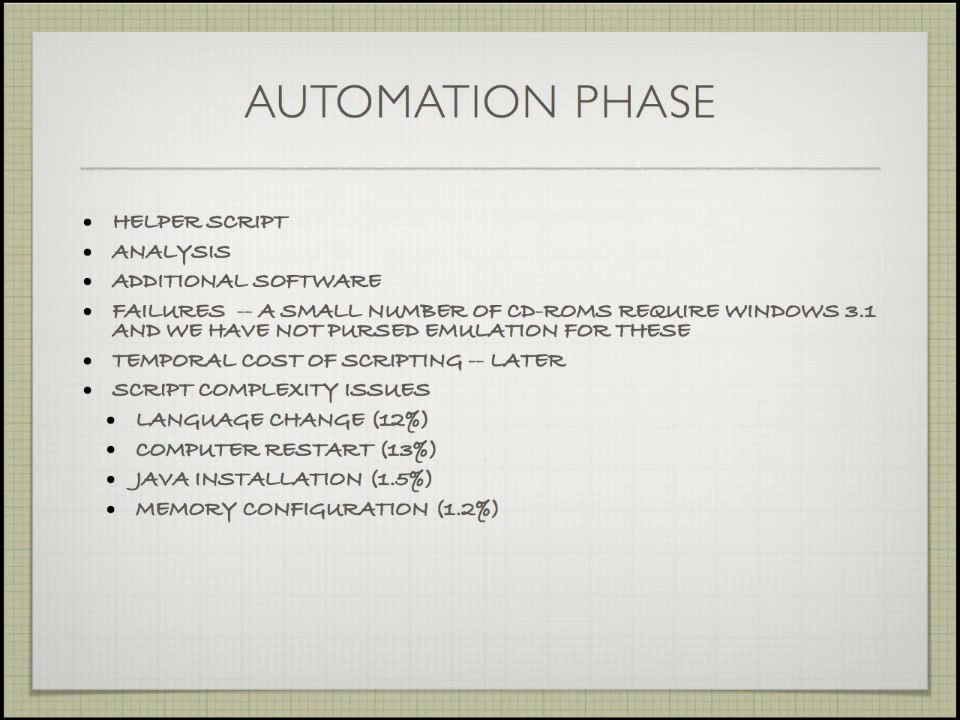 AUTOMATION PHASE
HELPER SCRIPT
ANALYSIS
ADDITIONAL SOFTWARE
FAILURES -- A SMALL NUMBER OF CD-ROMS REQUIRE WINDOWS 3.1
AND WE HAVE NOT PURSED EMULATION FOR THESE
TEMPORAL COST OF SCRIPTING -- LATER
SCRIPT COMPLEXITY ISSUES
LANGUAGE CHANGE (12%)
COMPUTER RESTART (13%)
JAVA INSTALLATION (1.5%)
MEMORY CONFIGURATION (1.2%)